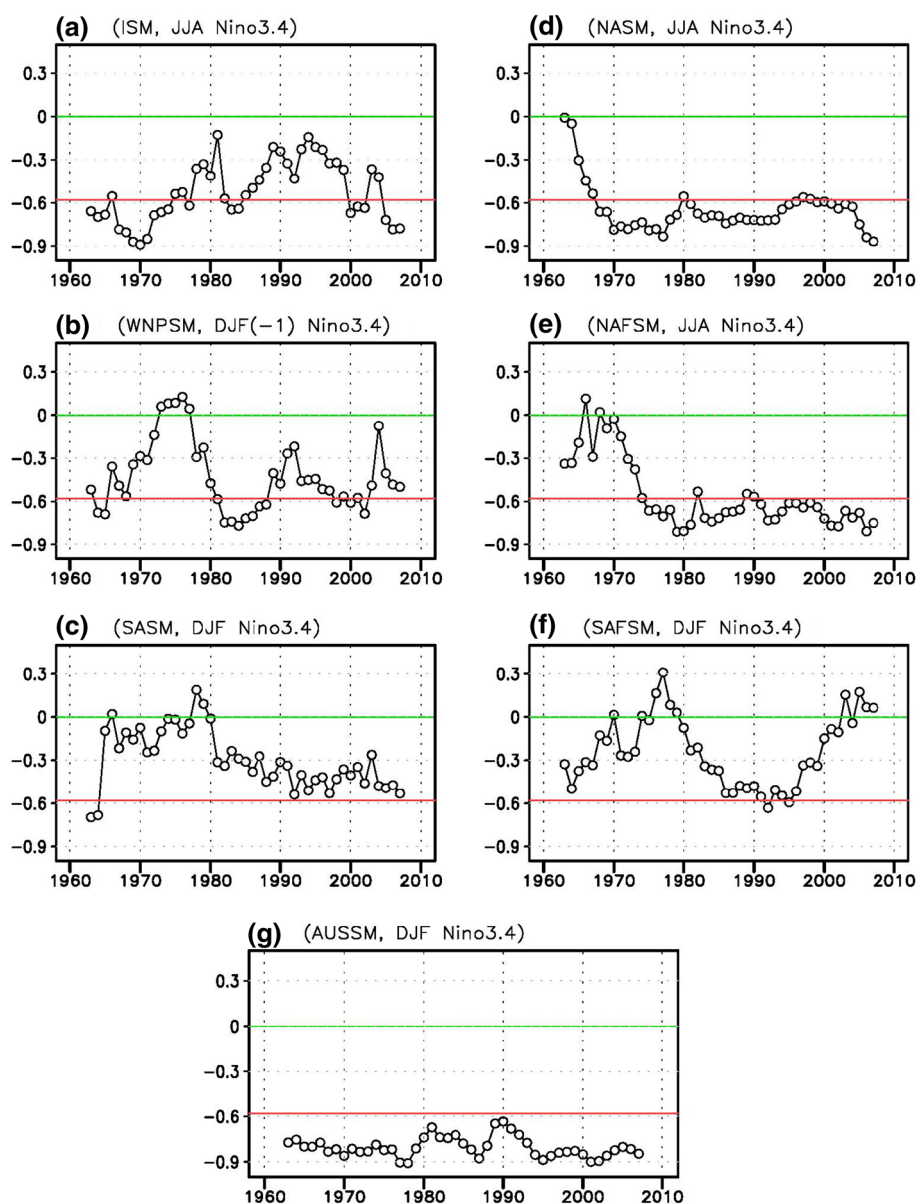 (a) (ISM, JJA Nino3.4)
0.3
0
−0.3
−0.6
−0.9
1960 1970 1980 1990 2000 2010
(d) (NASM, JJA Nino3.4)
0.3
0
−0.3
−0.6
−0.9
1960 1970 1980 1990 2000 2010
(b) (WNPSM, DJF(−1) Nino3.4)
0.3
0
−0.3
−0.6
−0.9
1960 1970 1980 1990 2000 2010
(e) (NAFSM, JJA Nino3.4)
0.3
0
−0.3
−0.6
−0.9
1960 1970 1980 1990 2000 2010
(c) (SASM, DJF Nino3.4)
0.3
0
−0.3
−0.6
−0.9
1960 1970 1980 1990 2000 2010
(f) (SAFSM, DJF Nino3.4)
0.3
0
−0.3
−0.6
−0.9
1960 1970 1980 1990 2000 2010
(g) (AUSSM, DJF Nino3.4)
0.3
0
−0.3
−0.6
−0.9
1960 1970 1980 1990 2000 2010